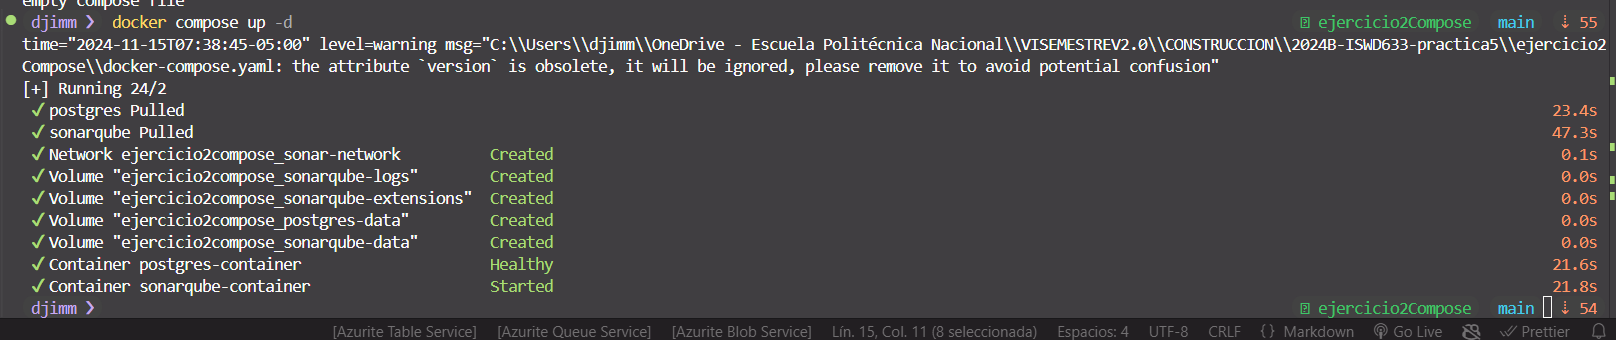 empty compose file
djimm ❯ docker compose up -d ejercicio2Compose main ⇣ 55
time="2024-11-15T07:38:45-05:00" level=warning msg="C:\\Users\\djimm\\OneDrive - Escuela Politécnica Nacional\\VISEMESTREV2.0\\CONSTRUCCION\\2024B-ISWD633-practica5\\ejercicio2
Compose\\docker-compose.yaml: the attribute `version` is obsolete, it will be ignored, please remove it to avoid potential confusion"
[+] Running 24/2
✔ postgres Pulled 23.4s
✔ sonarqube Pulled 47.3s
✔ Network ejercicio2compose_sonar-network Created 0.1s
✔ Volume "ejercicio2compose_sonarqube-logs" Created 0.0s
✔ Volume "ejercicio2compose_sonarqube-extensions" Created 0.0s
✔ Volume "ejercicio2compose_postgres-data" Created 0.0s
✔ Volume "ejercicio2compose_sonarqube-data" Created 0.0s
✔ Container postgres-container Healthy 21.6s
✔ Container sonarqube-container Started 21.8s
djimm ❯ ejercicio2Compose main ⇣ 54
[Azurite Table Service] [Azurite Queue Service] [Azurite Blob Service] Lín. 15, Col. 11 (8 seleccionada) Espacios: 4 UTF-8 CRLF {} Markdown Go Live Prettier